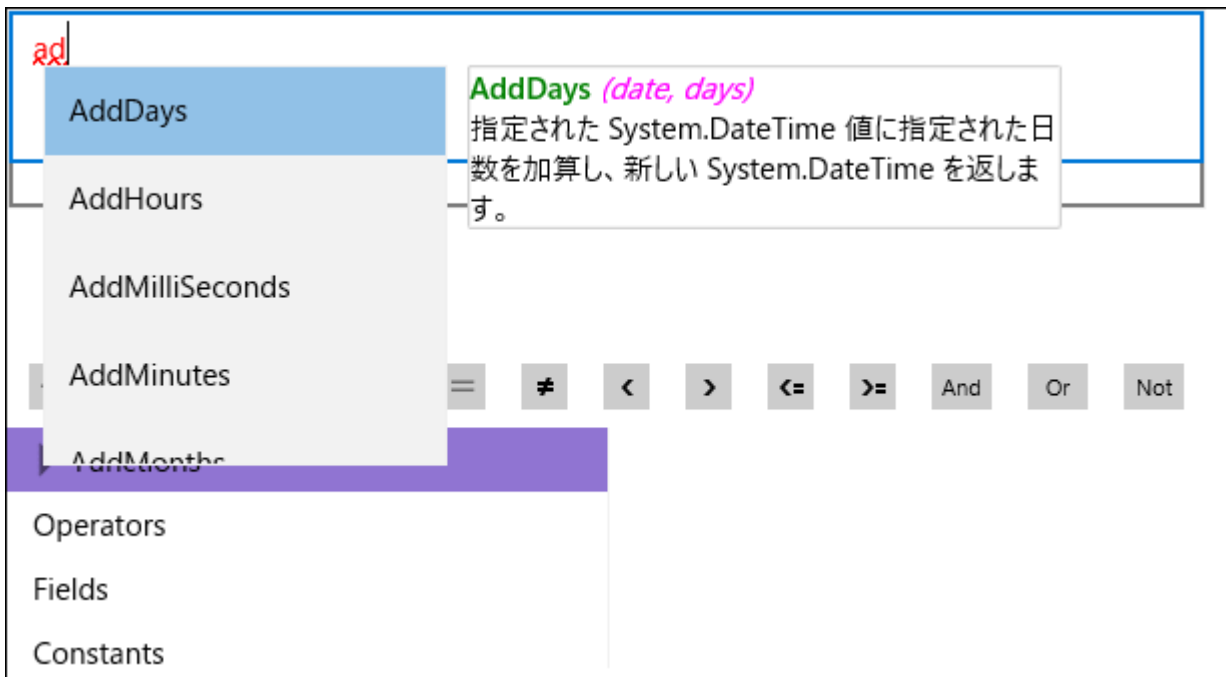 ad
AddDays
AddDays (date, days)
指定された System.DateTime 値に指定された日
数を加算し、新しい System.DateTime を返しま
す。
AddHours
AddMilliSeconds
AddMinutes
= ≠ < > <= >= And Or Not
AddMonths
Operators
Fields
Constants